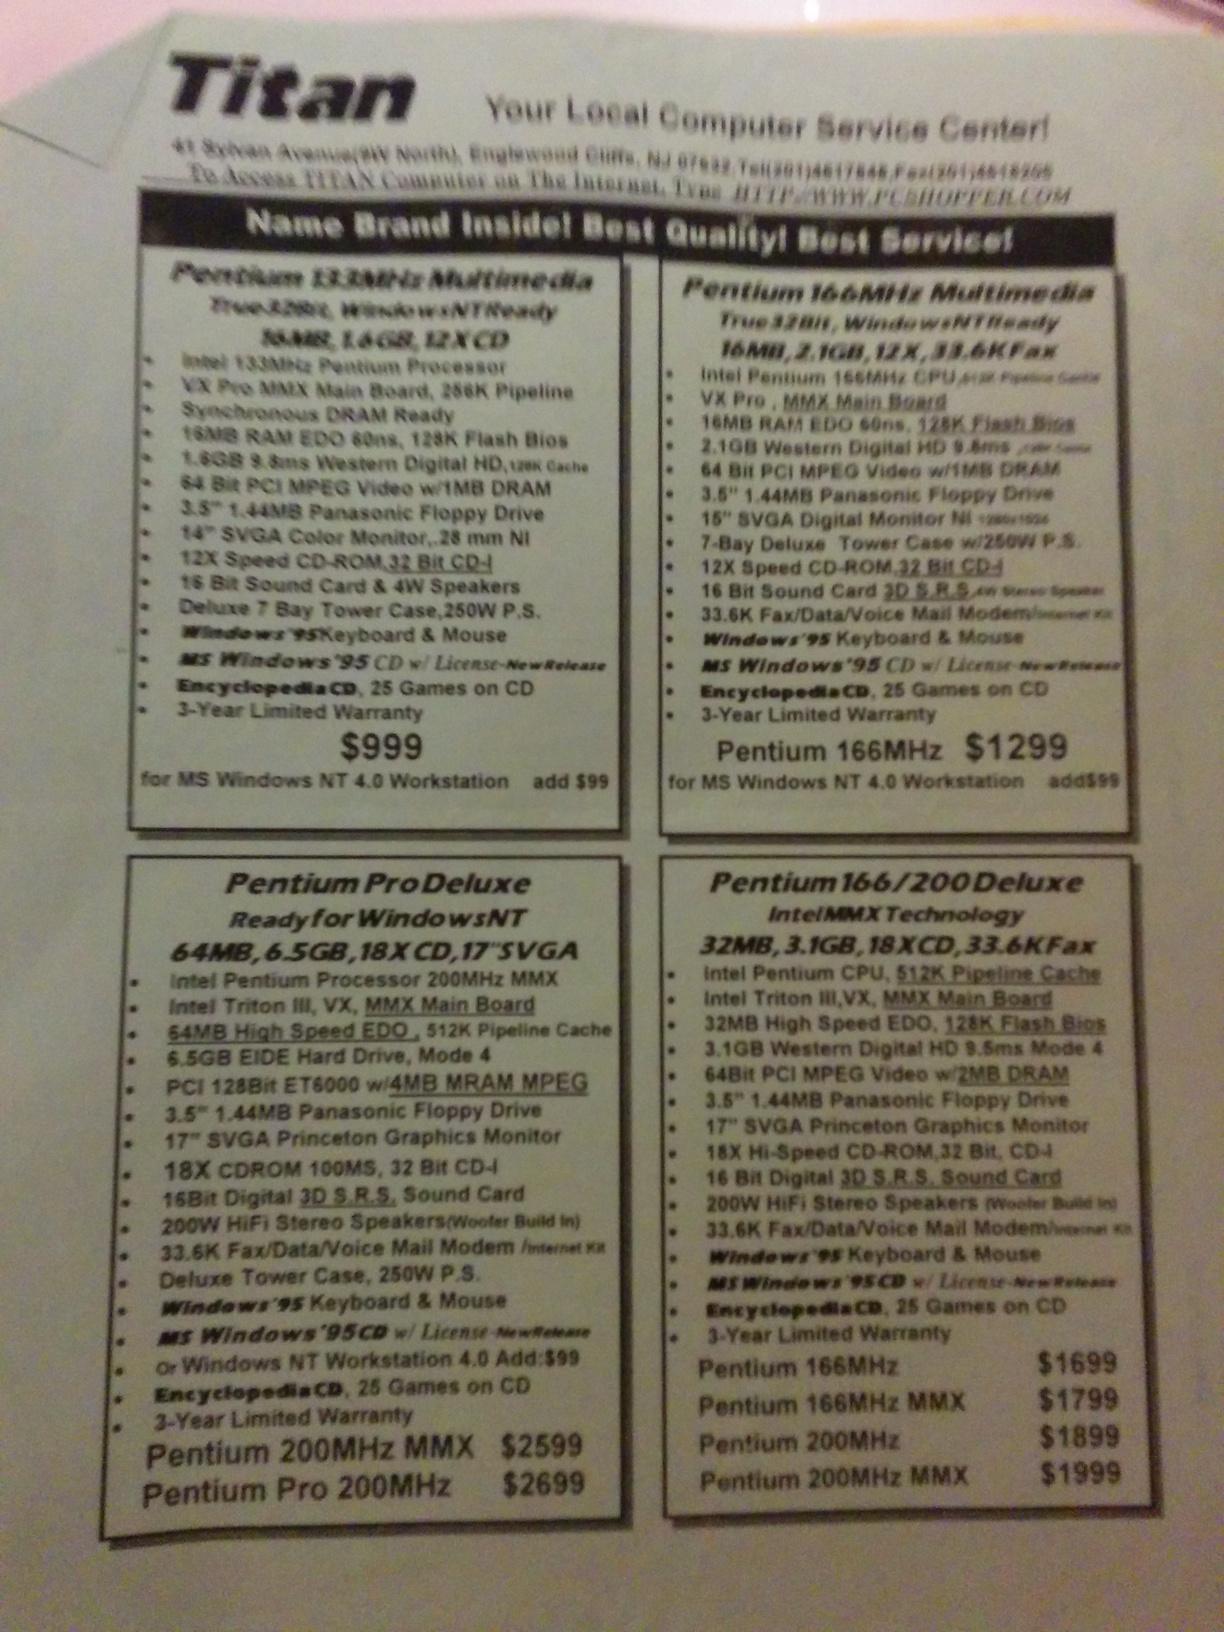 Titan
Your Local Computer Service Center!
41 Sylvan Avenue(9W North), Englewood Cliffs, NJ 07632,
To Access TITAN Computer on The Internet, Type HTTP://WWW.PCSHOPPER.COM
Name Brand Inside! Best Quality! Best Service!
Pentium 133MHz Multimedia
True 32Bit, Windows NT Ready
16MB, 1.6GB, 12X CD
• Intel 133MHz Pentium Processor
• VX Pro MMX Main Board, 256K Pipeline
• Synchronous DRAM Ready
• 16MB RAM EDO 60ns, 128K Flash Bios
• 1.6GB 9.8ms Western Digital HD, 128K Cache
• 64 Bit PCI MPEG Video w/1MB DRAM
• 3.5" 1.44MB Panasonic Floppy Drive
• 14" SVGA Color Monitor,.28 mm NI
• 12X Speed CD-ROM,32 Bit CD-I
• 16 Bit Sound Card & 4W Speakers
• Deluxe 7 Bay Tower Case,250W P.S.
• Windows'95 Keyboard & Mouse
• MS Windows'95 CD w/ License-New Release
• Encyclopedia CD, 25 Games on CD
• 3-Year Limited Warranty
$999
for MS Windows NT 4.0 Workstation add $99
Pentium 166MHz Multimedia
True 32Bit, Windows NT Ready
16MB, 2.1GB, 12X, 33.6K Fax
• Intel Pentium 166MHz CPU, 512K Pipeline Cache
• VX Pro , MMX Main Board
• 16MB RAM EDO 60ns, 128K Flash Bios
• 2.1GB Western Digital HD 9.8ms
• 64 Bit PCI MPEG Video w/1MB DRAM
• 3.5" 1.44MB Panasonic Floppy Drive
• 15" SVGA Digital Monitor NI 1280x1024
• 7-Bay Deluxe Tower Case w/250W P.S.
• 12X Speed CD-ROM,32 Bit CD-I
• 16 Bit Sound Card 3D S.R.S,4W Stereo Speaker
• 33.6K Fax/Data/Voice Mail Modem/Internet Kit
• Windows'95 Keyboard & Mouse
• MS Windows'95 CD w/ License-New Release
• Encyclopedia CD, 25 Games on CD
• 3-Year Limited Warranty
Pentium 166MHz $1299
for MS Windows NT 4.0 Workstation add$99
Pentium Pro Deluxe
Ready for Windows NT
64MB, 6.5GB, 18X CD, 17"SVGA
• Intel Pentium Processor 200MHz MMX
• Intel Triton III, VX, MMX Main Board
• 64MB High Speed EDO , 512K Pipeline Cache
• 6.5GB EIDE Hard Drive, Mode 4
• PCI 128Bit ET6000 w/4MB MRAM MPEG
• 3.5" 1.44MB Panasonic Floppy Drive
• 17" SVGA Princeton Graphics Monitor
• 18X CDROM 100MS, 32 Bit CD-I
• 16Bit Digital 3D S.R.S. Sound Card
• 200W HiFi Stereo Speakers(Woofer Build In)
• 33.6K Fax/Data/Voice Mail Modem /Internet Kit
• Deluxe Tower Case, 250W P.S.
• Windows'95 Keyboard & Mouse
• MS Windows'95 CD w/ License-New Release
• Or Windows NT Workstation 4.0 Add:$99
• Encyclopedia CD, 25 Games on CD
• 3-Year Limited Warranty
Pentium 200MHz MMX $2599
Pentium Pro 200MHz $2699
Pentium 166/200 Deluxe
Intel MMX Technology
32MB, 3.1GB, 18X CD, 33.6K Fax
• Intel Pentium CPU, 512K Pipeline Cache
• Intel Triton III,VX, MMX Main Board
• 32MB High Speed EDO, 128K Flash Bios
• 3.1GB Western Digital HD 9.5ms Mode 4
• 64Bit PCI MPEG Video w/2MB DRAM
• 3.5" 1.44MB Panasonic Floppy Drive
• 17" SVGA Princeton Graphics Monitor
• 18X Hi-Speed CD-ROM,32 Bit, CD-I
• 16 Bit Digital 3D S.R.S. Sound Card
• 200W HiFi Stereo Speakers (Woofer Build In)
• 33.6K Fax/Data/Voice Mail Modem/Internet Kit
• Windows'95 Keyboard & Mouse
• MS Windows'95 CD w/ License-New Release
• Encyclopedia CD, 25 Games on CD
• 3-Year Limited Warranty
Pentium 166MHz $1699
Pentium 166MHz MMX $1799
Pentium 200MHz $1899
Pentium 200MHz MMX $1999